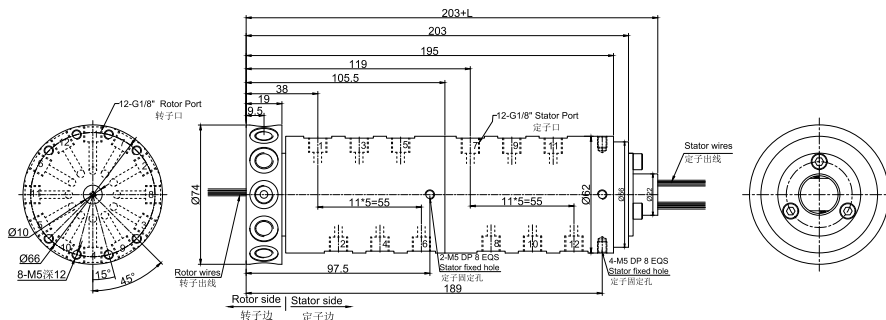 203+L
203
195
119
105.5
38
19
9.5
12-G1/8" Rotor Port
转子口
12-G1/8" Stator Port
定子口
1 3 5 7 9 11
Stator wires
定子出线
Ø74
Ø62
Ø56
Ø22
11*5=55
11*5=55
2 4 6 8 10 12
Ø10
Ø66
8-M5深12
15°
45°
Rotor wires
转子出线
97.5
2-M5 DP 8 EQS
Stator fixed hole
定子固定孔
4-M5 DP 8 EQS
Stator fixed hole
定子固定孔
189
Rotor side
转子边
Stator side
定子边